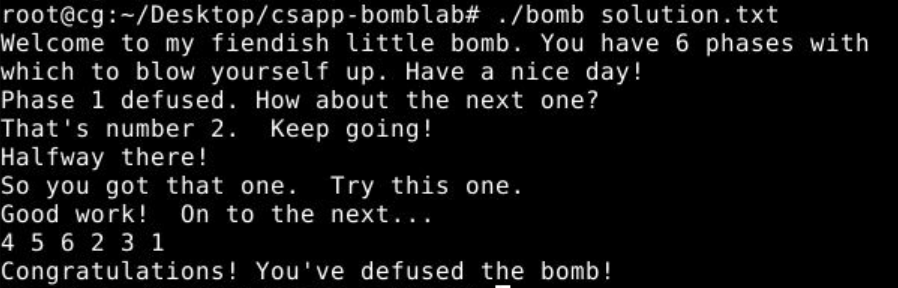 root@cg:~/Desktop/csapp-bomblab# ./bomb solution.txt
Welcome to my fiendish little bomb. You have 6 phases with
which to blow yourself up. Have a nice day!
Phase 1 defused. How about the next one?
That's number 2.  Keep going!
Halfway there!
So you got that one.  Try this one.
Good work!  On to the next...
4 5 6 2 3 1
Congratulations! You've defused the bomb!